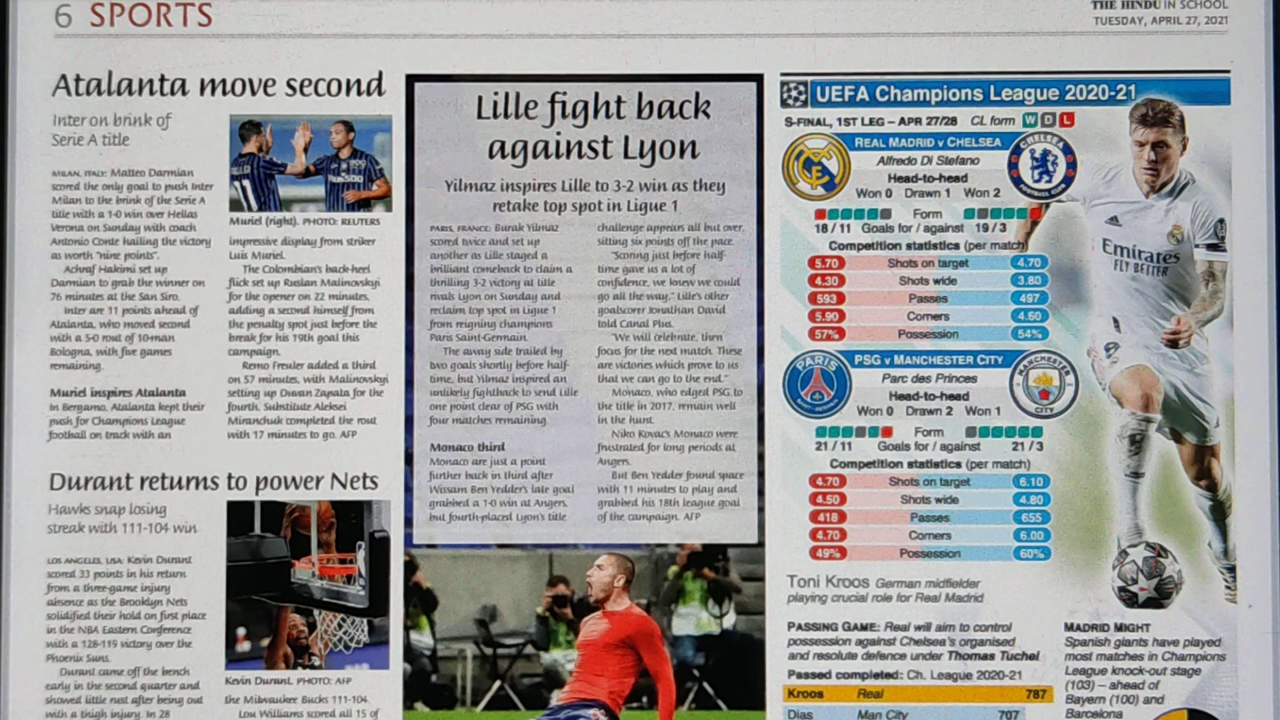 6 SPORTS
THE HINDU IN SCHOOL
TUESDAY, APRIL 27, 2021
Atalanta move second
Inter on brink of
Serie A title
MILAN, ITALY: Matteo Darmian
scored the only goal to push Inter
Milan to the brink of the Serie A
title with a 1-0 win over Hellas
Verona on Sunday with coach
Antonio Conte hailing the victory
as worth "nine points".
Achraf Hakimi set up
Darmian to grab the winner on
76 minutes at the San Siro.
Inter are 11 points ahead of
Atalanta, who moved second
with a 5-0 rout of 10-man
Bologna, with five games
remaining.
Muriel inspires Atalanta
In Bergamo, Atalanta kept their
push for Champions League
football on track with an
11
Muriel (right). PHOTO: REUTERS
impressive display from striker
Luis Muriel.
The Colombian's back-heel
flick set up Ruslan Malinovskyi
for the opener on 22 minutes,
adding a second himself from
the penalty spot just before the
break for his 19th goal this
campaign.
Remo Freuler added a third
on 57 minutes, with Malinovskyi
setting up Duvan Zapata for the
fourth. Substitute Aleksei
Miranchuk completed the rout
with 17 minutes to go. AFP
Durant returns to power Nets
Hawks snap losing
streak with 111-104 win
LOS ANGELES, USA: Kevin Durant
scored 33 points in his return
from a three-game injury
absence as the Brooklyn Nets
solidified their hold on first place
in the NBA Eastern Conference
with a 128-119 victory over the
Phoenix Suns.
Durant came off the bench
early in the second quarter and
showed little rust after being out
with a thigh injury. In 28
Kevin Durant. PHOTO: AFP
the Milwaukee Bucks 111-104.
Lou Williams scored all 15 of
Lille fight back
against Lyon
Yilmaz inspires Lille to 3-2 win as they
retake top spot in Ligue 1
PARIS, FRANCE: Burak Yilmaz
scored twice and set up
another as Lille staged a
brilliant comeback to claim a
thrilling 3-2 victory at title
rivals Lyon on Sunday and
reclaim top spot in Ligue 1
from reigning champions
Paris Saint-Germain.
The away side trailed by
two goals shortly before half-
time, but Yilmaz inspired an
unlikely fightback to send Lille
one point clear of PSG with
four matches remaining.
Monaco third
Monaco are just a point
further back in third after
Wissam Ben Yedder's late goal
grabbed a 1-0 win at Angers,
but fourth-placed Lyon's title
challenge appears all but over,
sitting six points off the pace.
"Scoring just before half-
time gave us a lot of
confidence, we knew we could
go all the way," Lille's other
goalscorer Jonathan David
told Canal Plus.
"We will celebrate, then
focus for the next match. These
are victories which prove to us
that we can go to the end."
Monaco, who edged PSG to
the title in 2017, remain well
in the hunt.
Niko Kovac's Monaco were
frustrated for long periods at
Angers.
But Ben Yedder found space
with 11 minutes to play and
grabbed his 18th league goal
of the campaign. AFP
UEFA Champions League 2020-21
S-FINAL, 1ST LEG – APR 27/28 CL form W D L
REAL MADRID v CHELSEA
Alfredo Di Stefano
Head-to-head
Won 0 Drawn 1 Won 2
Form
18 / 11 Goals for / against 19 / 3
Competition statistics (per match)
5.70 Shots on target 4.70
4.30 Shots wide 3.80
593 Passes 497
5.90 Corners 4.60
57% Possession 54%
PSG v MANCHESTER CITY
Parc des Princes
Head-to-head
Won 0 Drawn 2 Won 1
Form
21 / 11 Goals for / against 21 / 3
Competition statistics (per match)
4.70 Shots on target 6.10
4.50 Shots wide 4.80
418 Passes 655
4.70 Corners 6.00
49% Possession 60%
CHELSEA
FOOTBALL CLUB
PARIS
MANCHESTER
CITY
Emirates
FLY BETTER
Toni Kroos German midfielder
playing crucial role for Real Madrid
PASSING GAME: Real will aim to control
possession against Chelsea's organised
and resolute defence under Thomas Tuchel
Passed completed: Ch. League 2020-21
Kroos Real 787
Dias Man City 707
MADRID MIGHT
Spanish giants have played
most matches in Champions
League knock-out stage
(103) – ahead of
Bayern (100) and
Barcelona